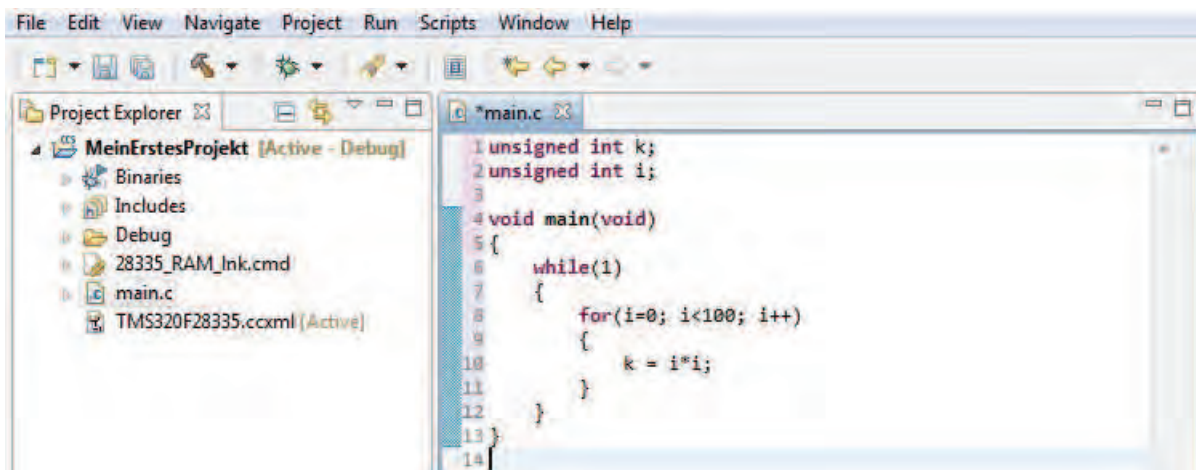 File Edit View Navigate Project Run Scripts Window Help
Project Explorer
MeinErstesProjekt [Active - Debug]
Binaries
Includes
Debug
28335_RAM_lnk.cmd
main.c
TMS320F28335.ccxml [Active]
*main.c
1 unsigned int k;
2 unsigned int i;
3
4 void main(void)
5 {
6     while(1)
7     {
8         for(i=0; i<100; i++)
9         {
10             k = i*i;
11         }
12     }
13 }
14